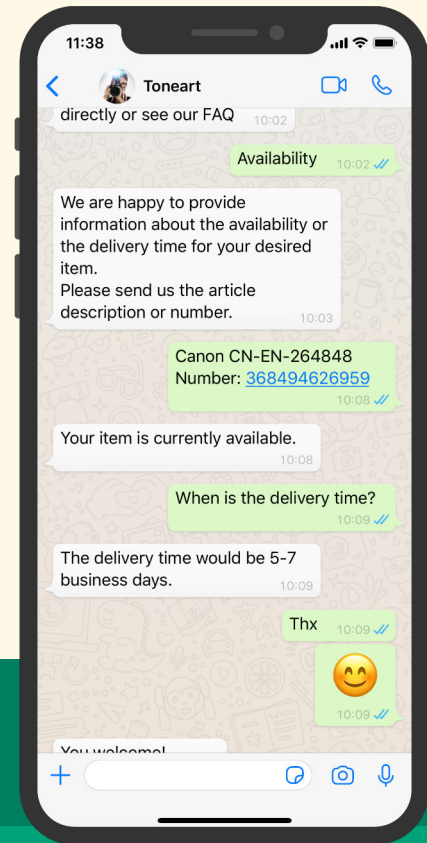 11:38
Toneart
directly or see our FAQ 10:02
Availability 10:02
We are happy to provide
information about the availability or
the delivery time for your desired
item.
Please send us the article
description or number. 10:03
Canon CN-EN-264848
Number: 368494626959
10:08
Your item is currently available.
10:08
When is the delivery time?
10:09
The delivery time would be 5-7
business days. 10:09
Thx 10:09
10:09
You welcome!